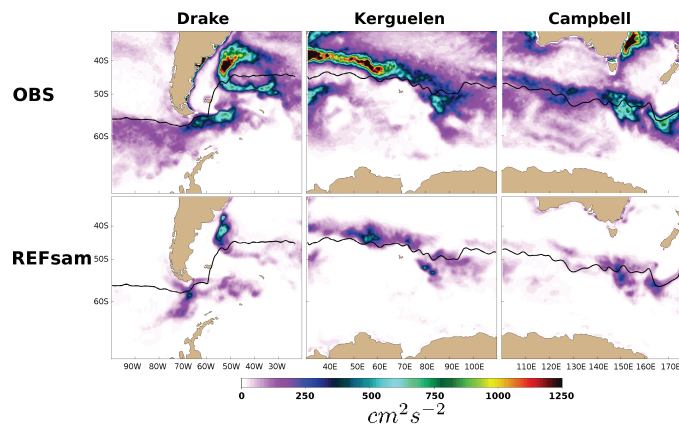 Drake Kerguelen Campbell
OBS
40S
50S
60S
REFsam
40S
50S
60S
90W 80W 70W 60W 50W 40W 30W 40E 50E 60E 70E 80E 90E 100E 110E 120E 130E 140E 150E 160E 170E
0 250 500 750 1000 1250
cm²s⁻²